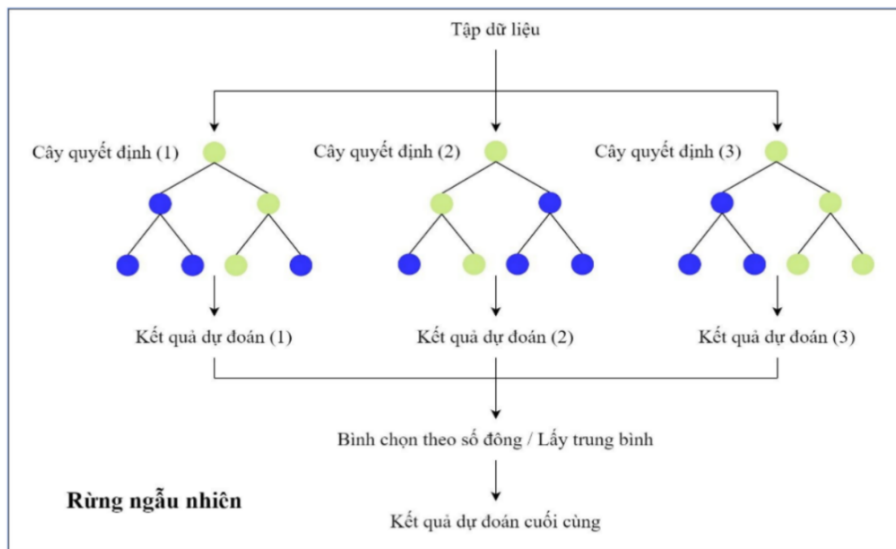 Tập dữ liệu
Cây quyết định (1)
Cây quyết định (2)
Cây quyết định (3)
Kết quả dự đoán (1)
Kết quả dự đoán (2)
Kết quả dự đoán (3)
Bình chọn theo số đông / Lấy trung bình
Rừng ngẫu nhiên
Kết quả dự đoán cuối cùng